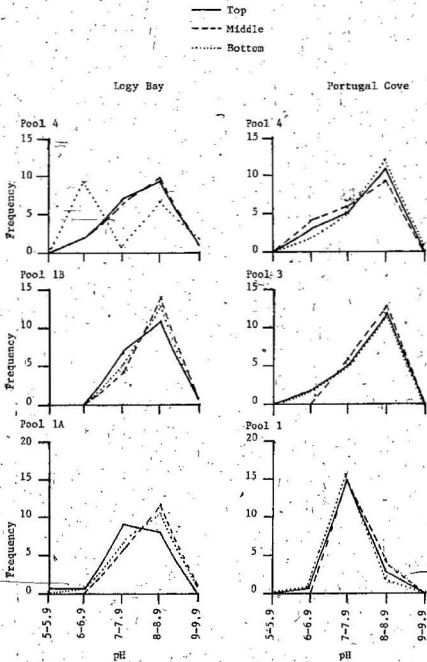 Top
Middle
Bottom
Logy Bay
Portugal Cove
Pool 4
Pool 4
15
10
5
0
Frequency
15
10
5
0
Pool 1B
Pool 3
15
10
5
0
15
10
5
0
Pool 1A
Pool 1
20
15
10
5
0
Frequency
20
15
10
5
0
5-5.9
6-6.9
7-7.9
8-8.9
9-9.9
5-5.9
6-6.9
7-7.9
8-8.9
9-9.9
pH
pH